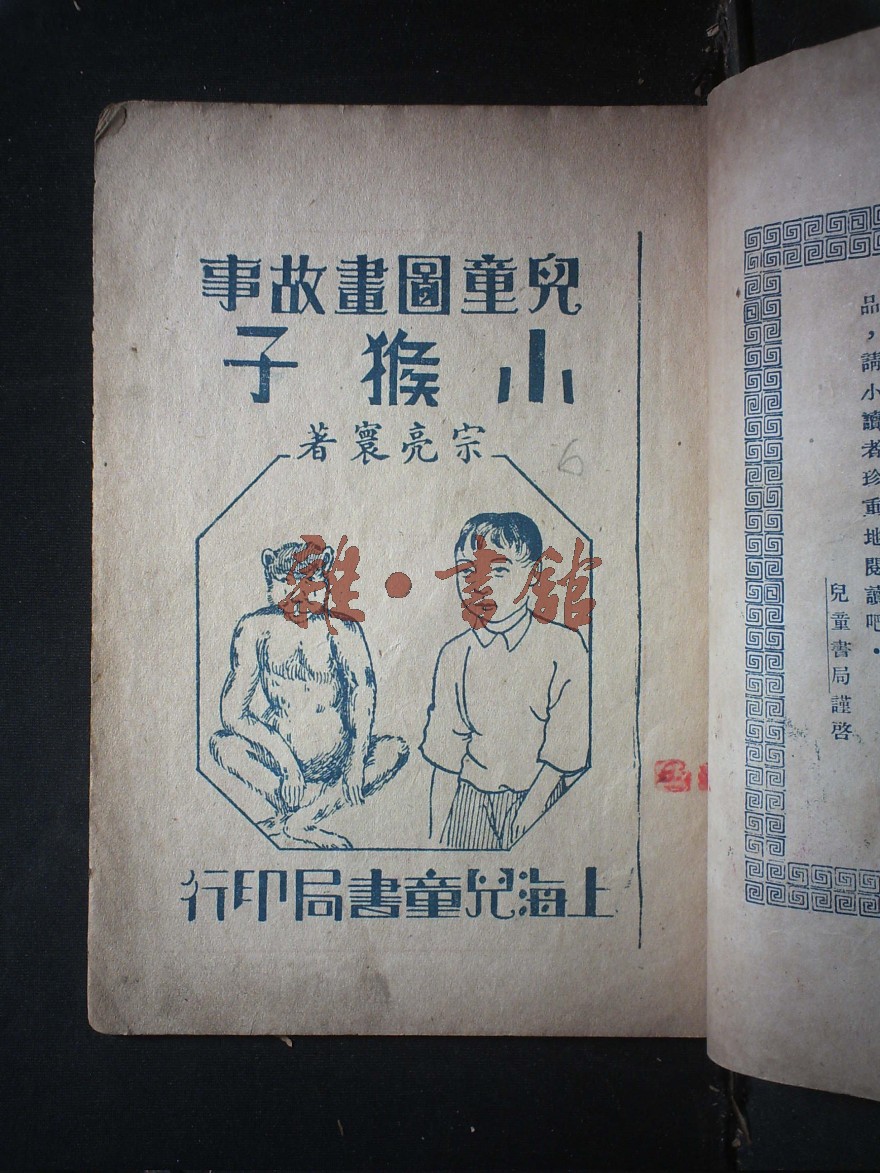 兒童圖畫故事
小猴子
宗亮寰著
6
雜·書館
上海兒童書局印行
品，請小讀者珍重地閱讀吧．
兒童書局謹啓